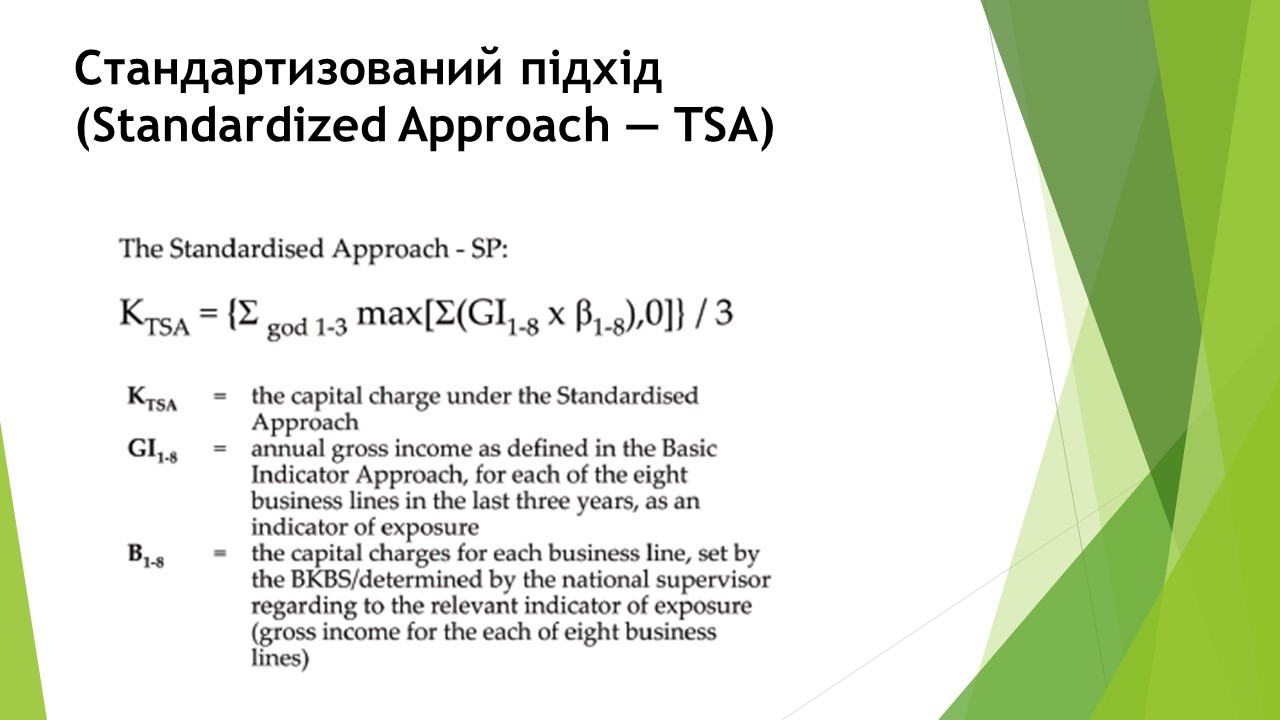 Стандартизований підхід
(Standardized Approach — TSA)
The Standardised Approach - SP:
K_TSA = {Σ god 1-3 max[Σ(GI1-8 x β1-8),0]} / 3
K_TSA = the capital charge under the Standardised
Approach
GI1-8 = annual gross income as defined in the Basic
Indicator Approach, for each of the eight
business lines in the last three years, as an
indicator of exposure
B1-8 = the capital charges for each business line, set by
the BKBS/determined by the national supervisor
regarding to the relevant indicator of exposure
(gross income for the each of eight business
lines)